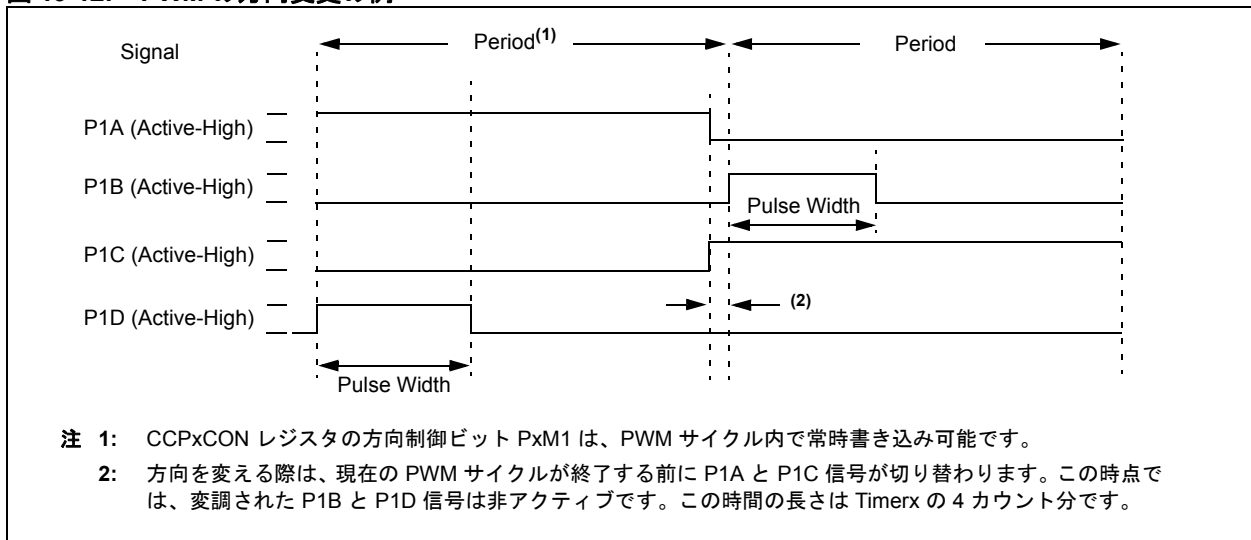 Signal
Period(1)
Period
P1A (Active-High)
P1B (Active-High)
Pulse Width
P1C (Active-High)
(2)
P1D (Active-High)
Pulse Width
注 1: CCPxCON レジスタの方向制御ビット PxM1 は、PWM サイクル内で常時書き込み可能です。
2: 方向を変える際は、現在の PWM サイクルが終了する前に P1A と P1C 信号が切り替わります。この時点で
は、変調された P1B と P1D 信号は非アクティブです。この時間の長さは Timerx の 4 カウント分です。